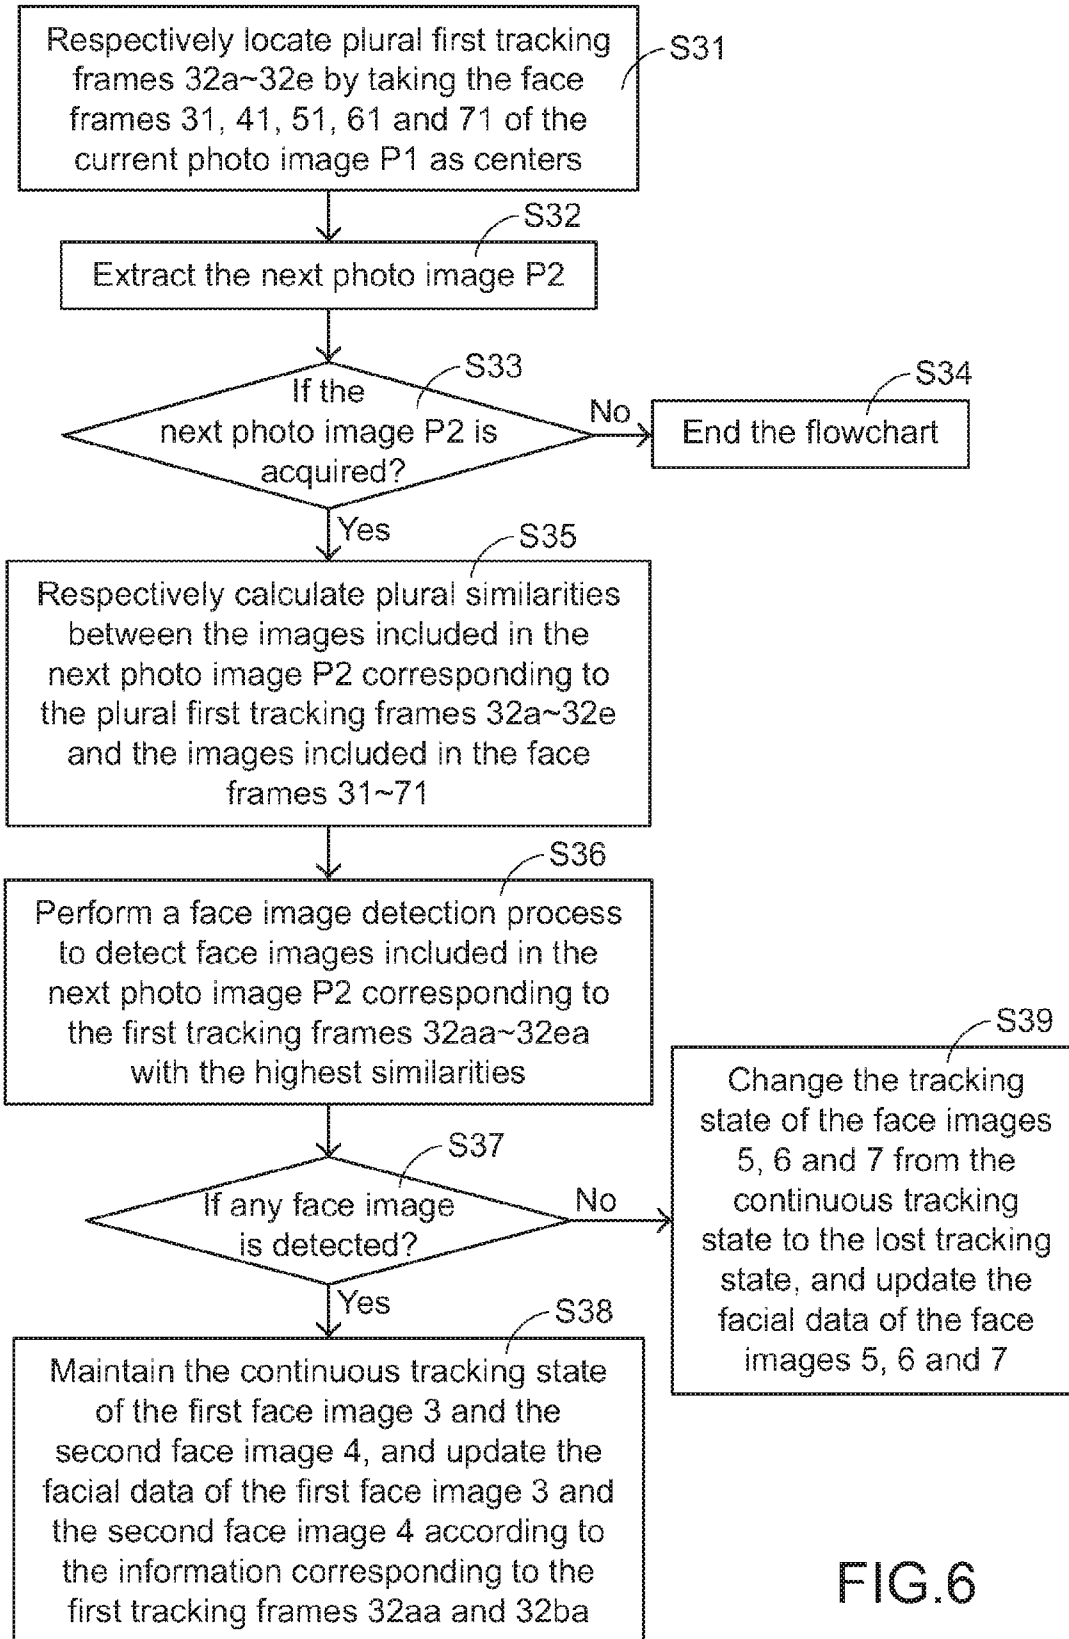 Respectively locate plural first tracking
frames 32a~32e by taking the face
frames 31, 41, 51, 61 and 71 of the
current photo image P1 as centers
S31
S32
Extract the next photo image P2
S33
If the
next photo image P2 is
acquired?
No
S34
End the flowchart
Yes
S35
Respectively calculate plural similarities
between the images included in the
next photo image P2 corresponding to
the plural first tracking frames 32a~32e
and the images included in the face
frames 31~71
S36
Perform a face image detection process
to detect face images included in the
next photo image P2 corresponding to
the first tracking frames 32aa~32ea
with the highest similarities
S37
If any face image
is detected?
No
S39
Change the tracking
state of the face images
5, 6 and 7 from the
continuous tracking
state to the lost tracking
state, and update the
facial data of the face
images 5, 6 and 7
Yes
S38
Maintain the continuous tracking state
of the first face image 3 and the
second face image 4, and update the
facial data of the first face image 3 and
the second face image 4 according to
the information corresponding to the
first tracking frames 32aa and 32ba
FIG.6